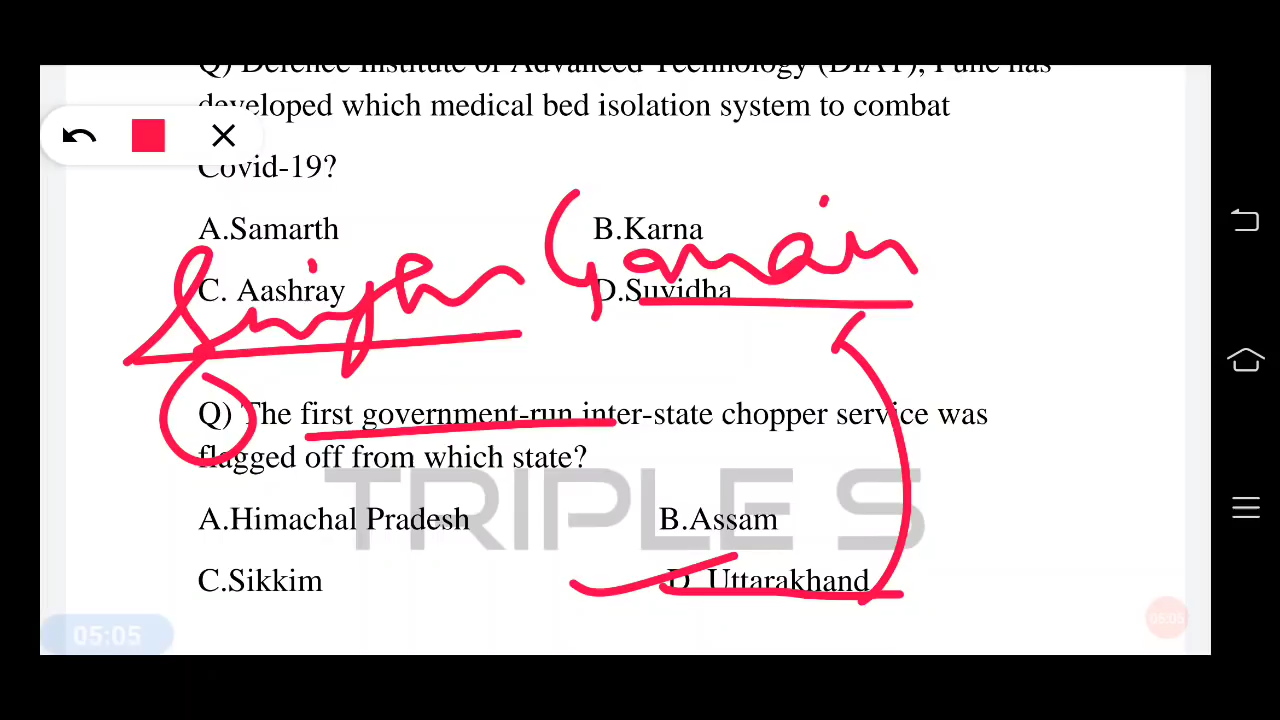 Q) Defence Institute of Advanced Technology (DIAT), Pune has
developed which medical bed isolation system to combat
Covid-19?
A.Samarth B.Karna
C. Aashray D.Suvidha
Q) The first government-run inter-state chopper service was
flagged off from which state?
TRIPLE S
A.Himachal Pradesh B.Assam
C.Sikkim D. Uttarakhand
05:05 05:05